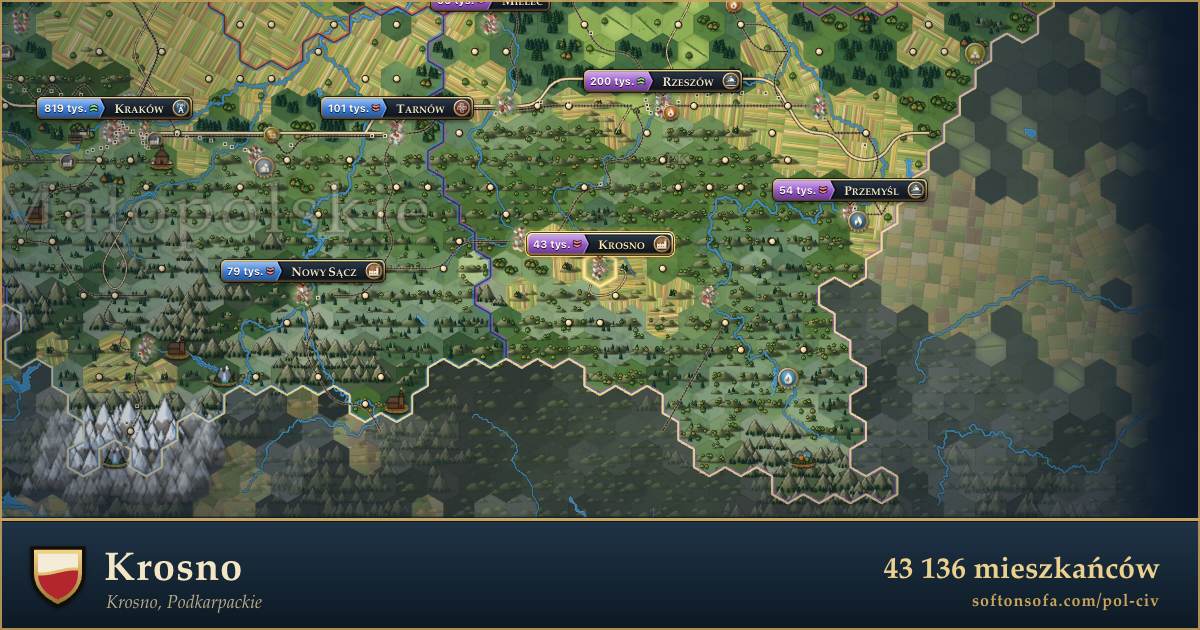 MIELEC
200 tys. RZESZÓW
819 tys. KRAKÓW
101 tys. TARNÓW
54 tys. PRZEMYŚL
Małopolskie
43 tys. KROSNO
79 tys. NOWY SĄCZ
Krosno
43 136 mieszkańców
Krosno, Podkarpackie
softonsofa.com/pol-civ